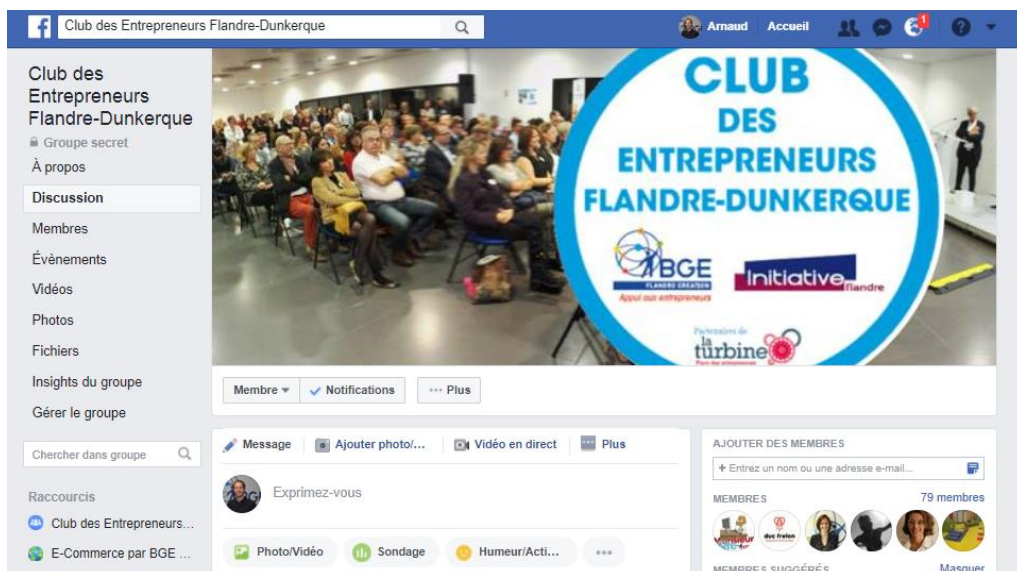 Club des Entrepreneurs Flandre-Dunkerque
Arnaud Accueil 1 ?
Club des
Entrepreneurs
Flandre-Dunkerque
Groupe secret
À propos
Discussion
Membres
Évènements
Vidéos
Photos
Fichiers
Insights du groupe
Gérer le groupe
Chercher dans groupe
Raccourcis
Club des Entrepreneurs...
E-Commerce par BGE ...
CLUB
DES
ENTREPRENEURS
FLANDRE-DUNKERQUE
BGE
FLANDRE CREATION
Appui aux entrepreneurs
Initiative
flandre
Partenaires de
la
turbine
Membre Notifications ... Plus
Message Ajouter photo/... Vidéo en direct Plus
Exprimez-vous
Photo/Vidéo Sondage Humeur/Acti... ...
AJOUTER DES MEMBRES
+ Entrez un nom ou une adresse e-mail...
MEMBRES 79 membres
duc frelon
MEMBRES SUGGÉRÉS Masquer